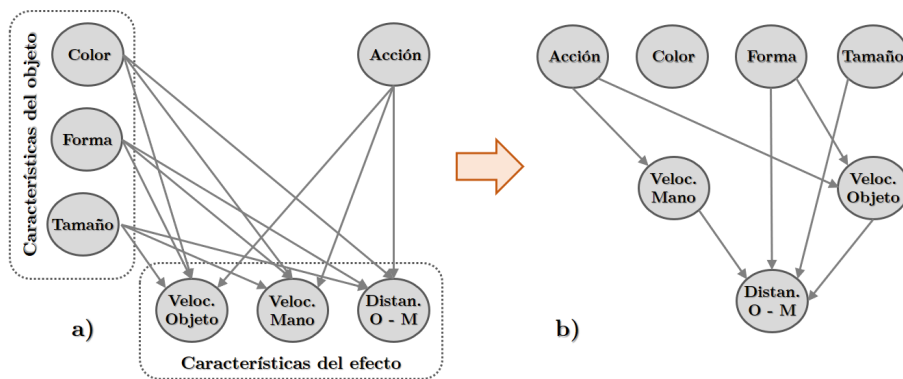 Características del objeto
Color
Forma
Tamaño
Acción
Veloc.
Objeto
Veloc.
Mano
Distan.
O - M
Características del efecto
a)
Acción
Color
Forma
Tamaño
Veloc.
Mano
Veloc.
Objeto
Distan.
O - M
b)